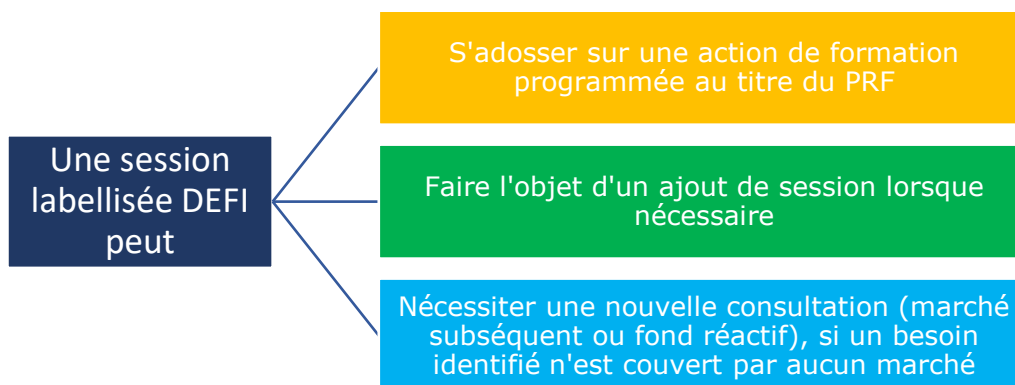 Une session
labellisée DEFI
peut
S'adosser sur une action de formation
programmée au titre du PRF
Faire l'objet d'un ajout de session lorsque
nécessaire
Nécessiter une nouvelle consultation (marché
subséquent ou fond réactif), si un besoin
identifié n'est couvert par aucun marché